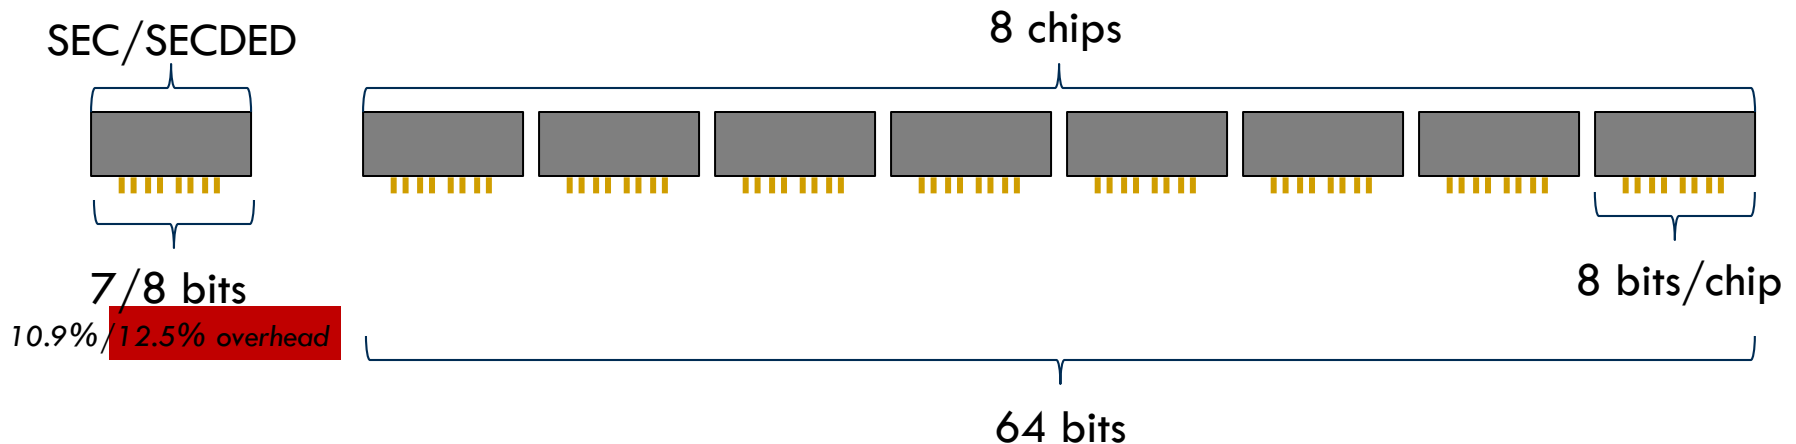 SEC/SECDED
8 chips
7/8 bits
8 bits/chip
10.9%/12.5% overhead
64 bits